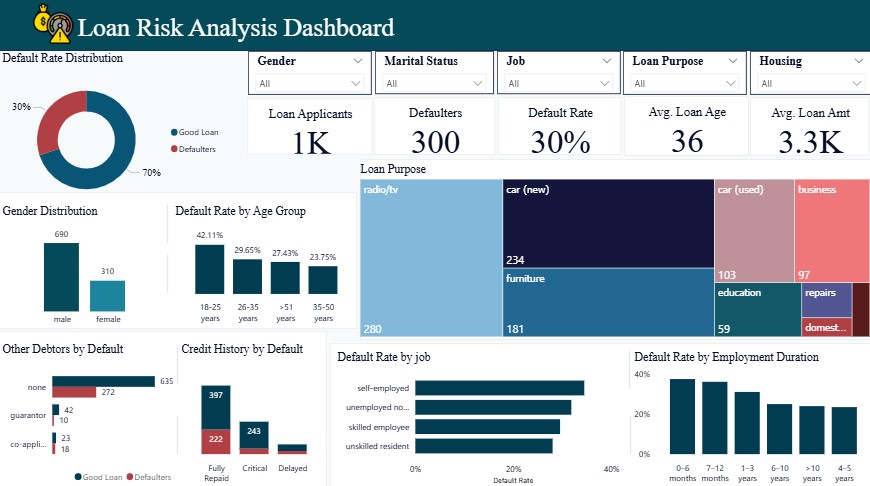 Loan Risk Analysis Dashboard
Default Rate Distribution
30%
70%
Good Loan
Defaulters
Gender
All
Marital Status
All
Job
All
Loan Purpose
All
Housing
All
Loan Applicants
1K
Defaulters
300
Default Rate
30%
Avg. Loan Age
36
Avg. Loan Amt
3.3K
Gender Distribution
690
310
male
female
Default Rate by Age Group
42.11%
29.65%
27.43%
23.75%
18-25
years
26-35
years
>51
years
35-50
years
Loan Purpose
radio/tv
280
car (new)
234
furniture
181
car (used)
103
business
97
education
59
repairs
domest...
Other Debtors by Default
none
635
272
guarantor
42
10
co-appli...
23
18
Good Loan
Defaulters
Credit History by Default
397
222
243
Fully
Repaid
Critical
Delayed
Default Rate by job
self-employed
unemployed no...
skilled employee
unskilled resident
0%
20%
40%
Default Rate
Default Rate by Employment Duration
40%
20%
0%
0-6
months
7-12
months
1-3
years
6-10
years
>10
years
4-5
years